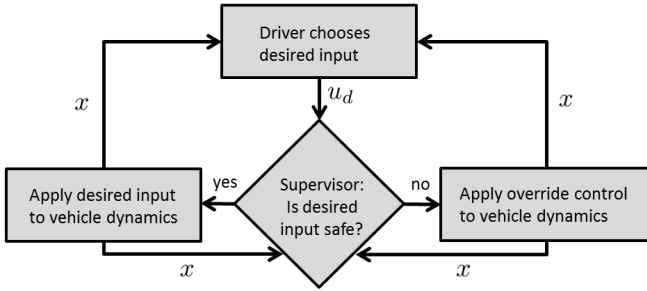 Driver chooses
desired input
x
u_d
x
yes
no
Apply desired input
to vehicle dynamics
Supervisor:
Is desired
input safe?
Apply override control
to vehicle dynamics
x
x